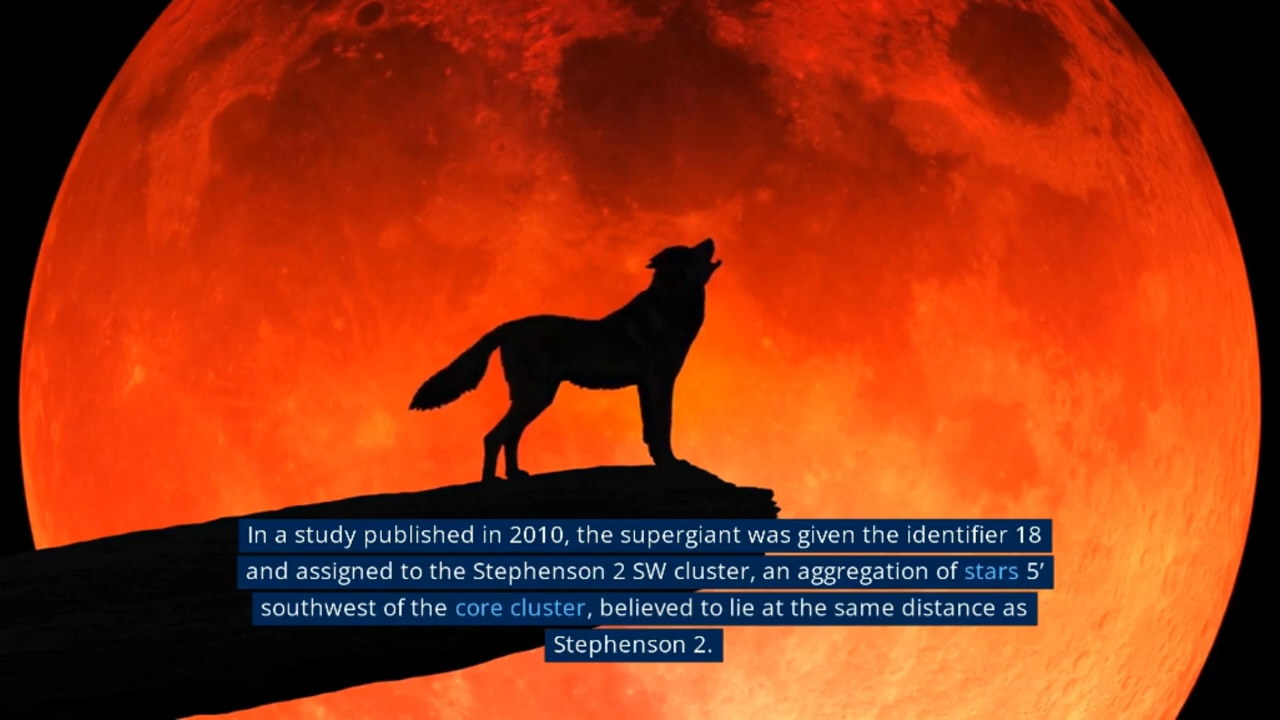 In a study published in 2010, the supergiant was given the identifier 18
and assigned to the Stephenson 2 SW cluster, an aggregation of stars 5′
southwest of the core cluster, believed to lie at the same distance as
Stephenson 2.